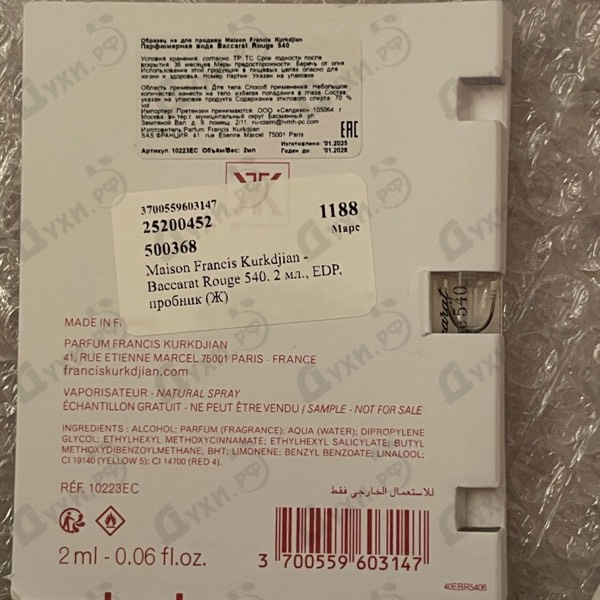 Образец не для продажи Maison Francis Kurkdjian
Парфюмерная вода Baccarat Rouge 540
Условия хранения согласно ТР ТС Срок годности после
вскрытия 36 месяцев Меры предосторожности Беречь от огня
Использование этой продукции в пищевых целях опасно для
жизни и здоровья. Номер партии Указан на упаковке
Область применения Для тела Способ применения Небольшое
количество нанести на тело избегая попадания в глаза Состав
указан на упаковке продукта Содержание этилового спирта 70 %
vol
Импортер/ Претензии принимаются ООО «Селдико» 105064 г
Москва вн.тер.г. муниципальный округ Басманный ул
Земляной Вал д. 9 помещ. 2/11. ru-claim@lvmh-pc.com
Изготовитель Parfum Francis Kurkdjian
SAS ФРАНЦИЯ 41 rue Etienne Marcel 75001 Paris
EAC
Изготовлено: '01.2025
Артикул 10223EC Объём/Вес: 2мл
Годен до: '01.2028
3700559603147
25200452
1188
500368
Марс
Maison Francis Kurkdjian -
Baccarat Rouge 540. 2 мл., EDP.
пробник (Ж)
MADE IN F
PARFUM FRANCIS KURKDJIAN
41, RUE ETIENNE MARCEL 75001 PARIS - FRANCE
franciskurkdjian.com
VAPORISATEUR - NATURAL SPRAY
ÉCHANTILLON GRATUIT - NE PEUT ÊTRE VENDU / SAMPLE - NOT FOR SALE
INGREDIENTS : ALCOHOL; PARFUM (FRAGRANCE); AQUA (WATER); DIPROPYLENE
GLYCOL; ETHYLHEXYL METHOXYCINNAMATE; ETHYLHEXYL SALICYLATE; BUTYL
METHOXYDIBENZOYLMETHANE; BHT; LIMONENE; BENZYL BENZOATE; LINALOOL;
CI 19140 (YELLOW 5); CI 14700 (RED 4).
RÉF. 10223EC
للاستعمال الخارجي فقط
2 ml - 0.06 fl.oz.
3 700559 603147
40EBR5406
carat
e540
Духи.рф